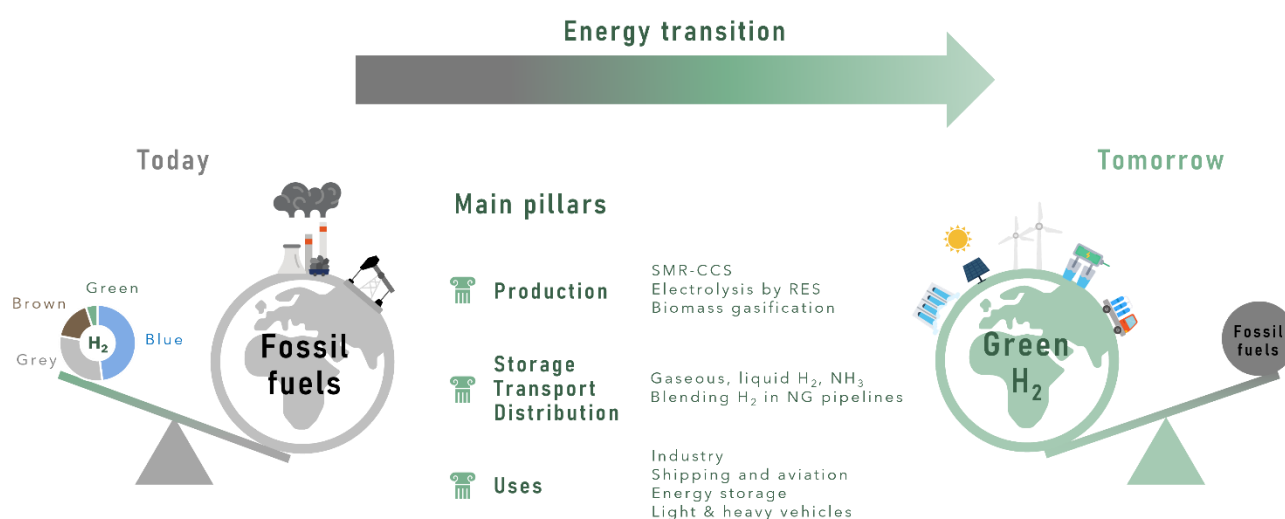 Energy transition
Today
Tomorrow
Main pillars
Green
Brown
H₂
Blue
Grey
Fossil
fuels
Production
SMR-CCS
Electrolysis by RES
Biomass gasification
Storage
Transport
Distribution
Gaseous, liquid H₂, NH₃
Blending H₂ in NG pipelines
Uses
Industry
Shipping and aviation
Energy storage
Light & heavy vehicles
Green
H₂
Fossil
fuels